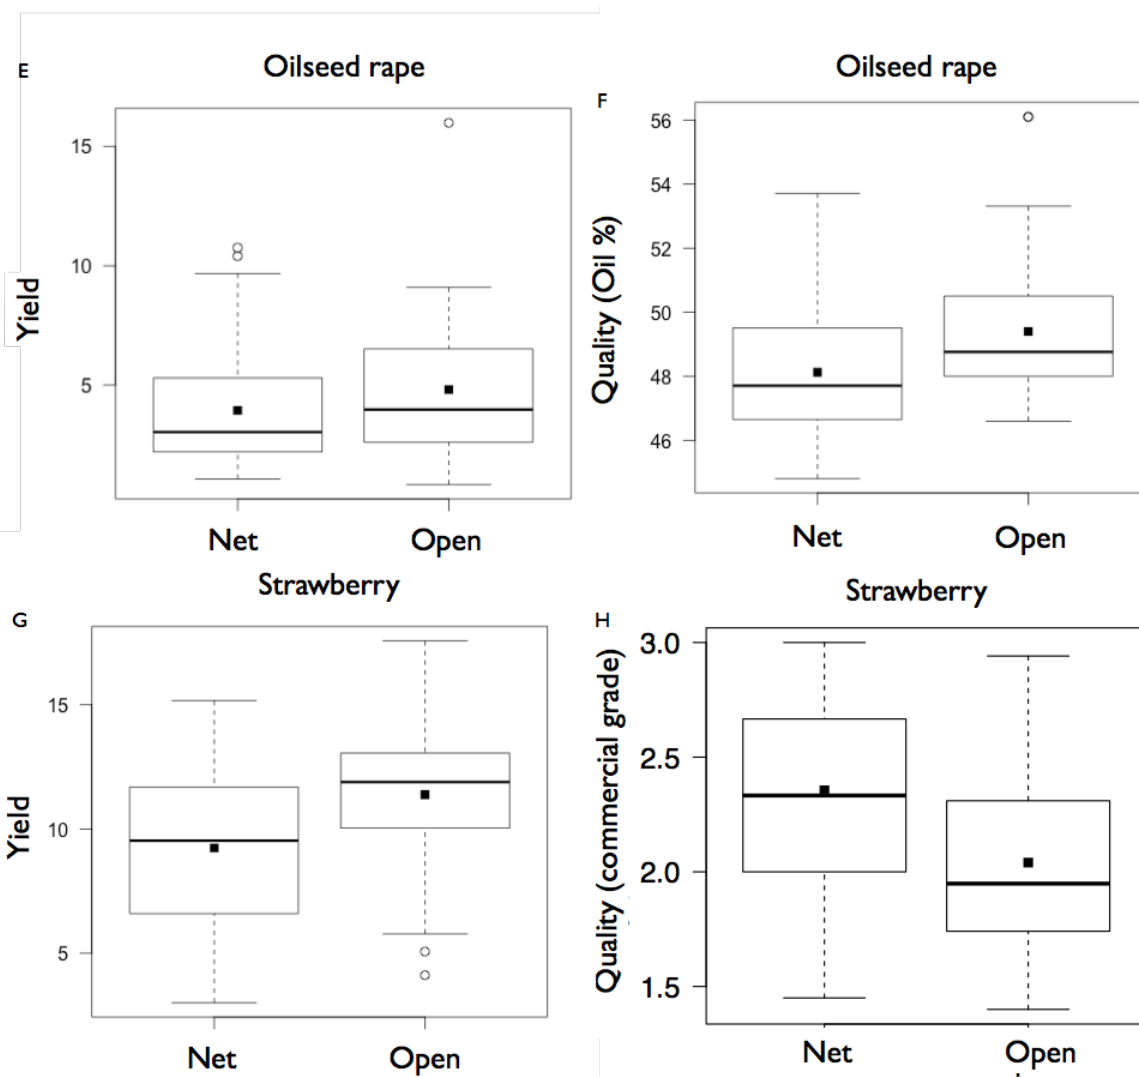 E
Oilseed rape
Yield
15
10
5
Net
Open
F
Oilseed rape
Quality (Oil %)
56
54
52
50
48
46
Net
Open
G
Strawberry
Yield
15
10
5
Net
Open
H
Strawberry
Quality (commercial grade)
3.0
2.5
2.0
1.5
Net
Open